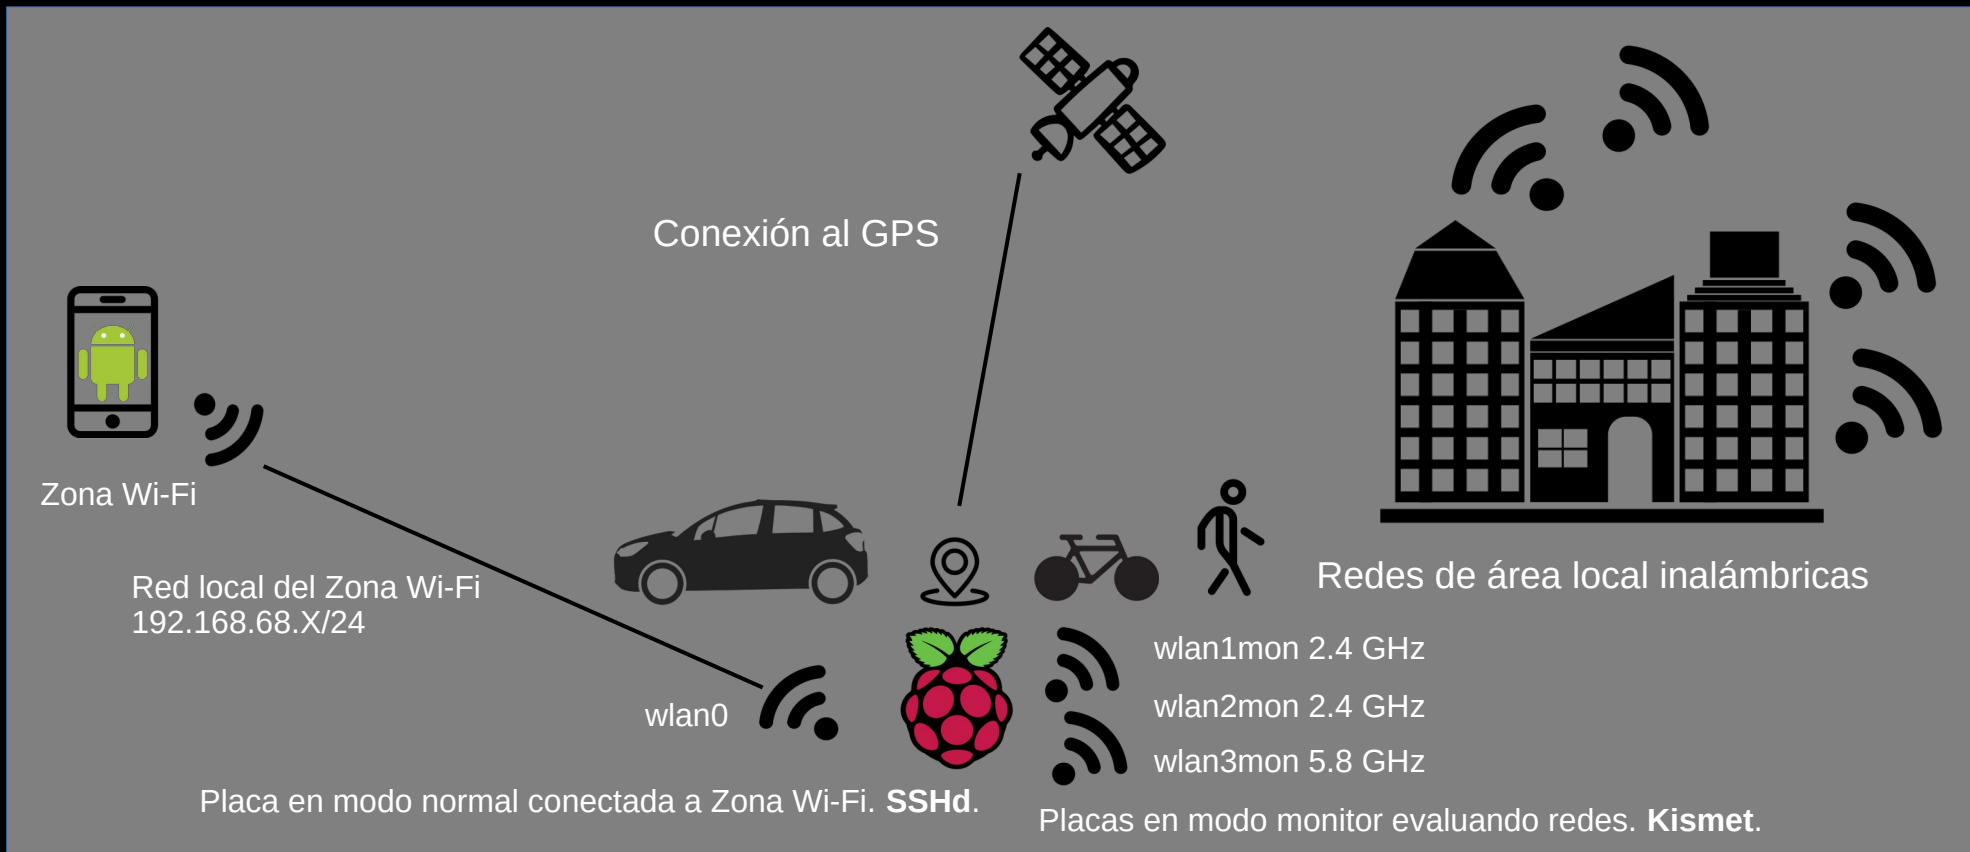 Conexión al GPS
Zona Wi-Fi
Red local del Zona Wi-Fi
192.168.68.X/24
Redes de área local inalámbricas
wlan0
wlan1mon 2.4 GHz
wlan2mon 2.4 GHz
wlan3mon 5.8 GHz
Placa en modo normal conectada a Zona Wi-Fi. SSHd.
Placas en modo monitor evaluando redes. Kismet.